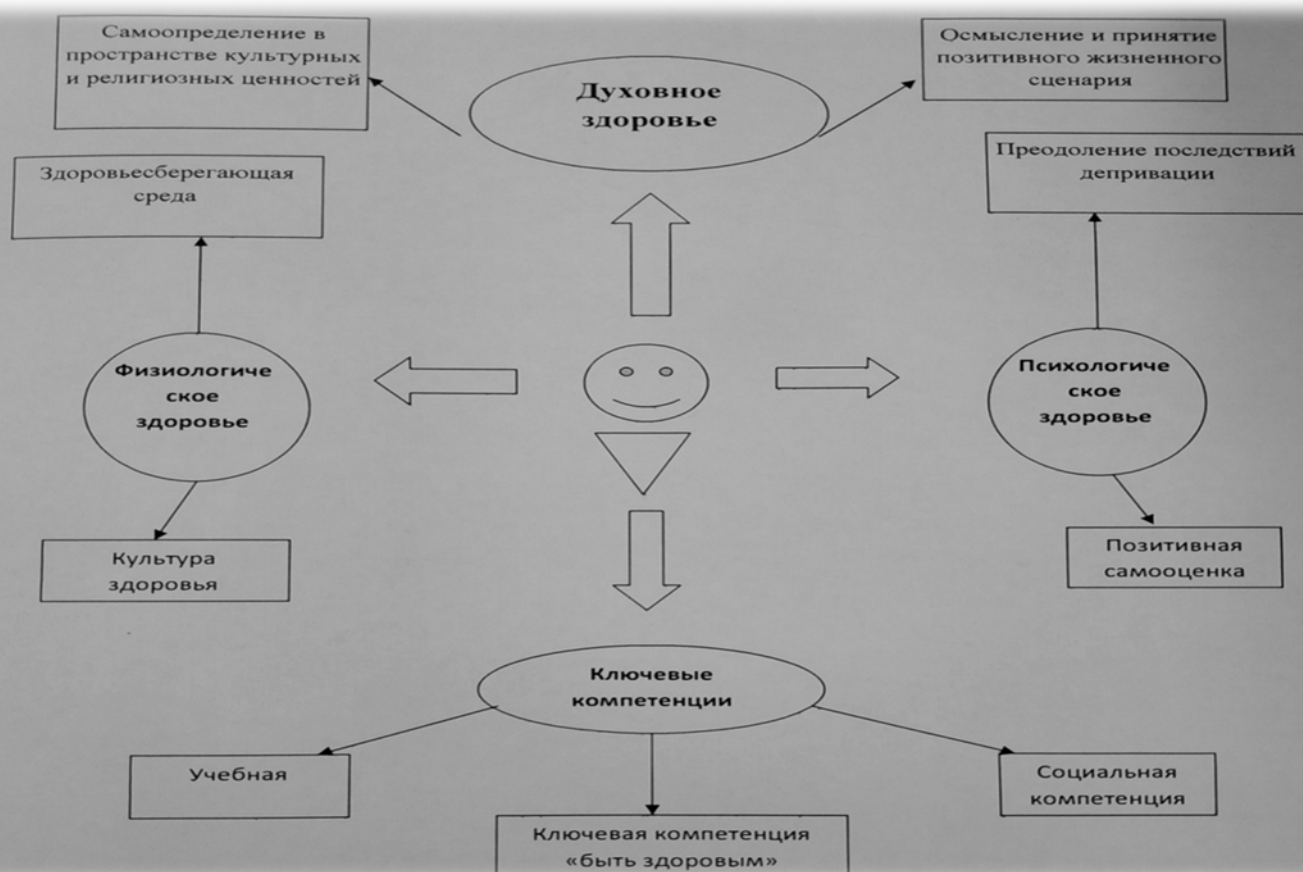 Самоопределение в
пространстве культурных
и религиозных ценностей
Духовное
здоровье
Осмысление и принятие
позитивного жизненного
сценария
Здоровьесберегающая
среда
Преодоление последствий
депривации
Физиологиче
ское
здоровье
Психологиче
ское
здоровье
Культура
здоровья
Позитивная
самооценка
Ключевые
компетенции
Учебная
Социальная
компетенция
Ключевая компетенция
«быть здоровым»